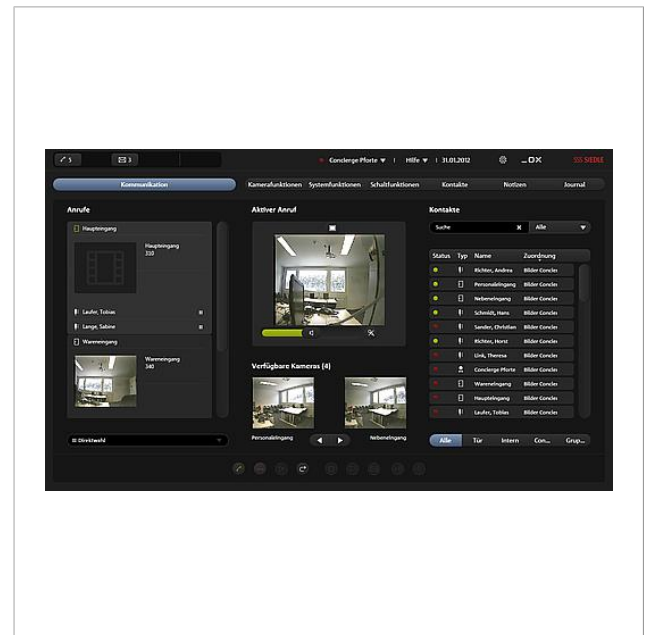 5 3 Concierge Pforte Hilfe 31.01.2012 SSS SIEDLE
Kommunikation Kamerafunktionen Systemfunktionen Schaltfunktionen Kontakte Notizen Journal
Anrufe
Haupteingang
Haupteingang
310
Laufer, Tobias
Lange, Sabine
Wareneingang
Wareneingang
340
Direktwahl
Aktiver Anruf
Verfügbare Kameras (4)
Personaleingang Nebeneingang
Kontakte
Suche Alle
Status Typ Name Zuordnung
Richter, Andrea Bilder Concier
Personaleingang Bilder Concier
Nebeneingang Bilder Concier
Schmidt, Hans Bilder Concier
Sander, Christian Bilder Concier
Richter, Horst Bilder Concier
Link, Theresa Bilder Concier
Concierge Pforte Bilder Concier
Wareneingang Bilder Concier
Haupteingang Bilder Concier
Laufer, Tobias Bilder Concier
Alle Tür Intern Con... Grup...